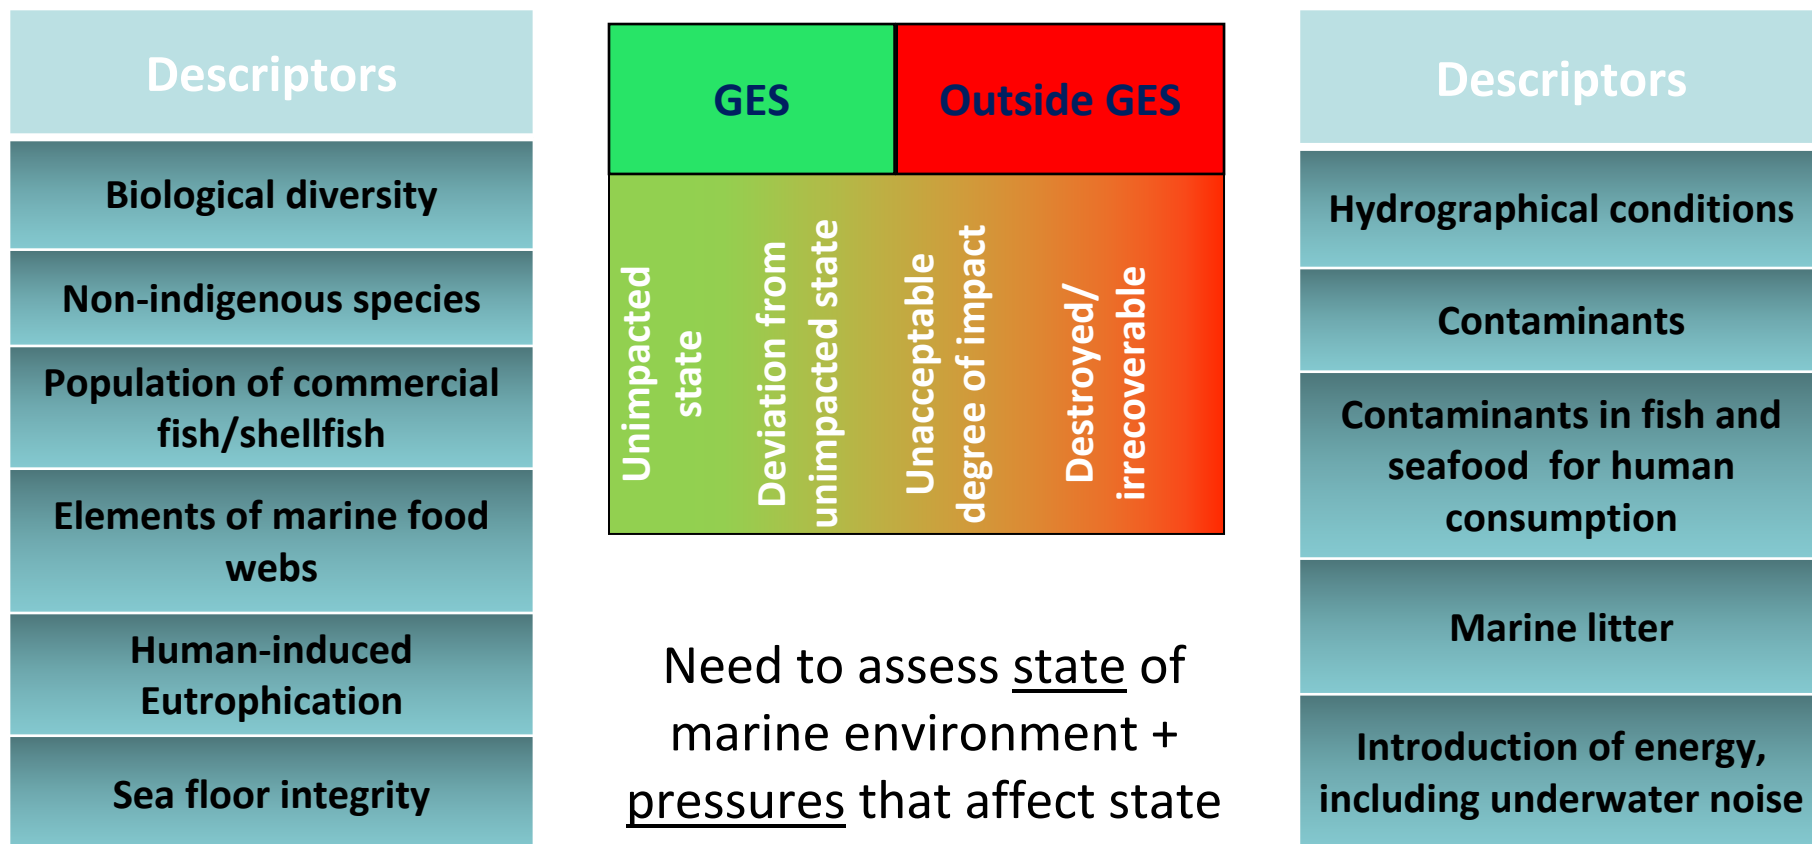 Descriptors
Biological diversity
Non-indigenous species
Population of commercial
fish/shellfish
Elements of marine food
webs
Human-induced
Eutrophication
Sea floor integrity
GES
Outside GES
Unimpacted
state
Deviation from
unimpacted state
Unacceptable
degree of impact
Destroyed/
irrecoverable
Need to assess state of
marine environment +
pressures that affect state
Descriptors
Hydrographical conditions
Contaminants
Contaminants in fish and
seafood for human
consumption
Marine litter
Introduction of energy,
including underwater noise